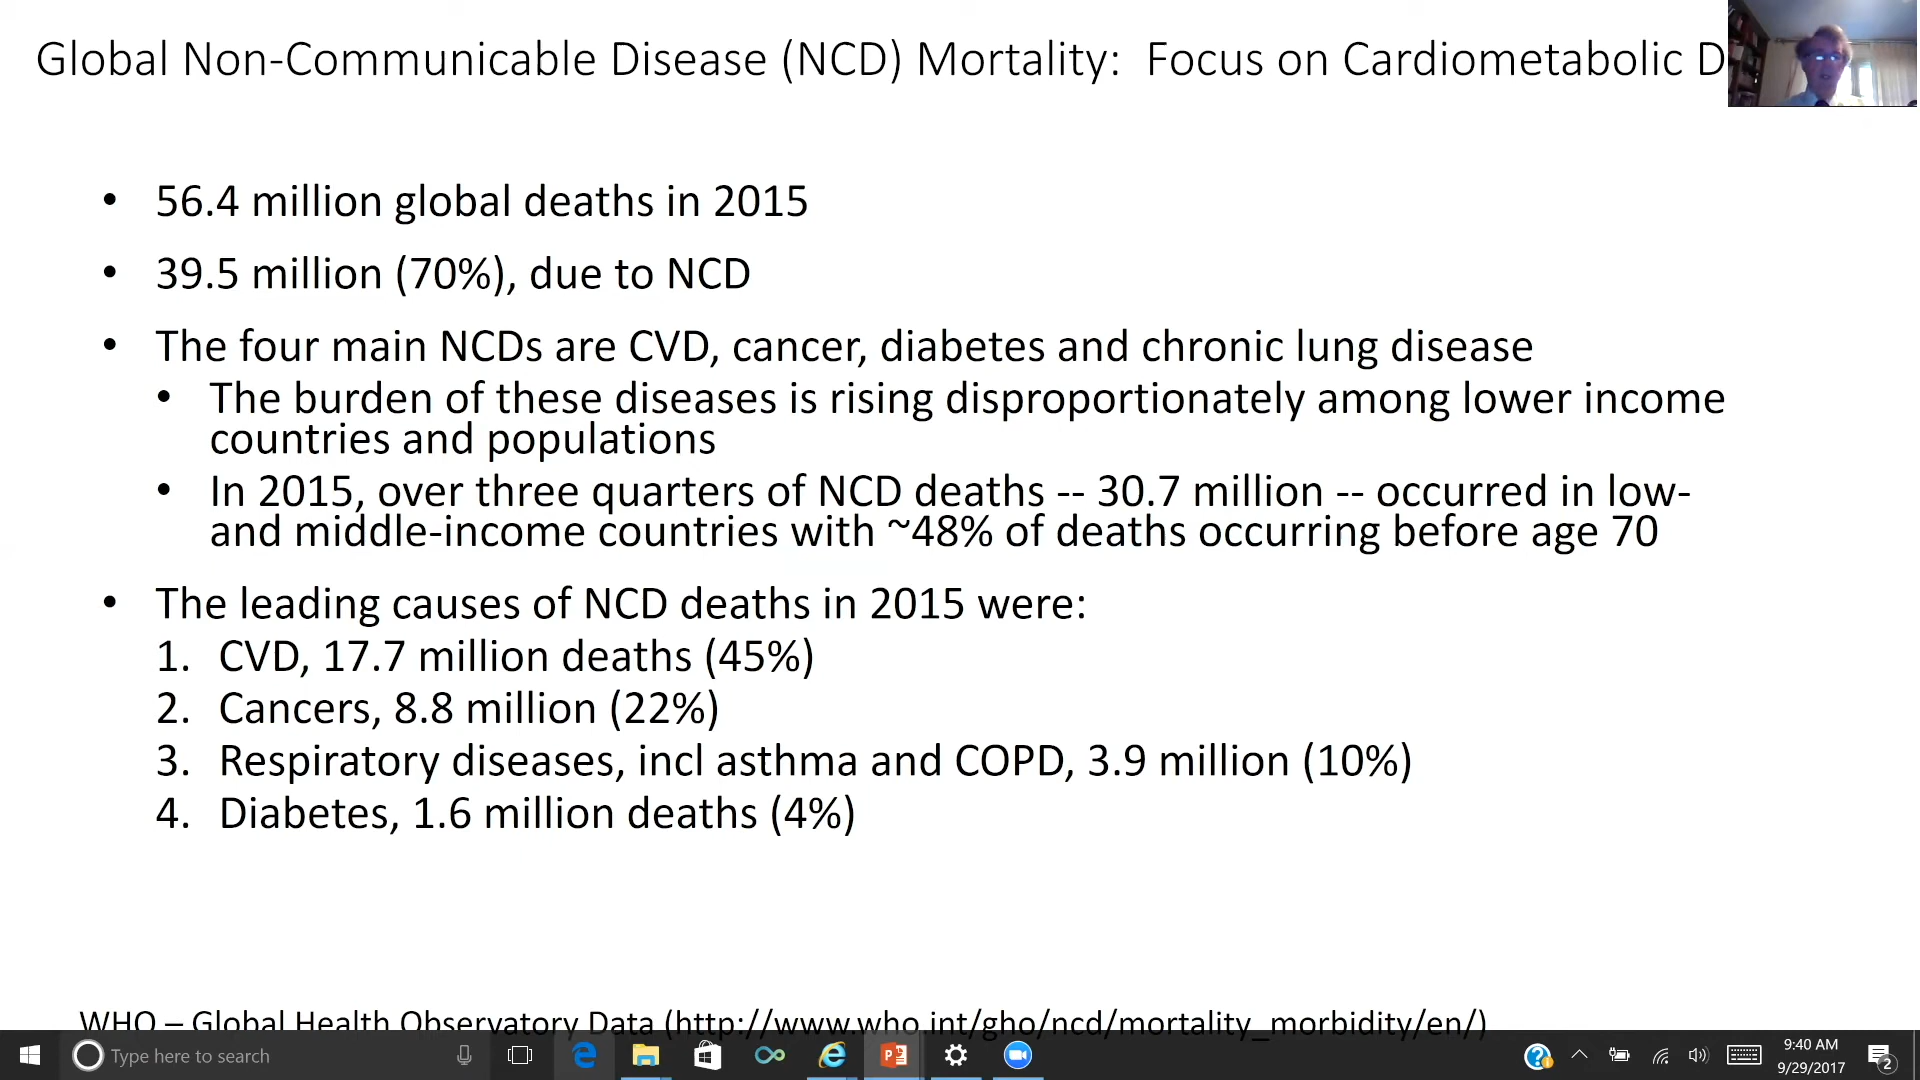 Global Non-Communicable Disease (NCD) Mortality:  Focus on Cardiometabolic D
• 56.4 million global deaths in 2015
• 39.5 million (70%), due to NCD
• The four main NCDs are CVD, cancer, diabetes and chronic lung disease
• The burden of these diseases is rising disproportionately among lower income
countries and populations
• In 2015, over three quarters of NCD deaths -- 30.7 million -- occurred in low-
and middle-income countries with ~48% of deaths occurring before age 70
• The leading causes of NCD deaths in 2015 were:
1. CVD, 17.7 million deaths (45%)
2. Cancers, 8.8 million (22%)
3. Respiratory diseases, incl asthma and COPD, 3.9 million (10%)
4. Diabetes, 1.6 million deaths (4%)
WHO – Global Health Observatory Data (http://www.who.int/gho/ncd/mortality_morbidity/en/)
Type here to search
9:40 AM
9/29/2017
2